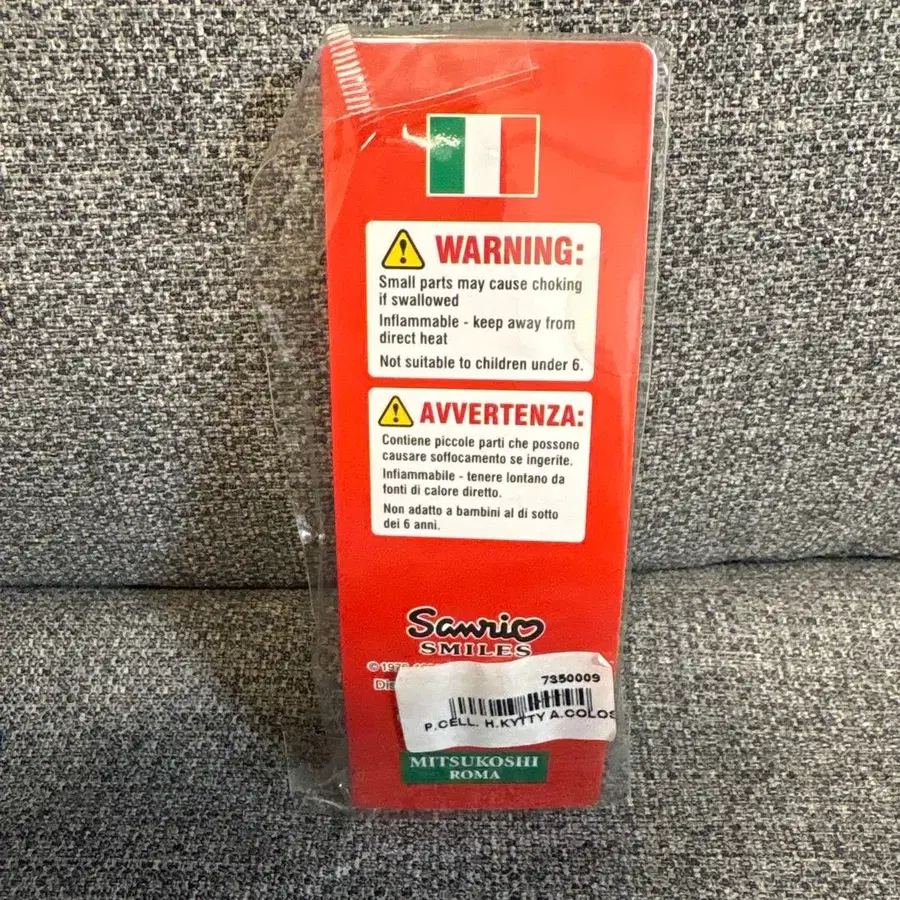 WARNING:
Small parts may cause choking
if swallowed
Inflammable - keep away from
direct heat
Not suitable to children under 6.
AVVERTENZA:
Contiene piccole parti che possono
causare soffocamento se ingerite.
Infiammabile - tenere lontano da
fonti di calore diretto.
Non adatto a bambini al di sotto
dei 6 anni.
Sanrio
SMILES
7350009
P.CELL. H.KYTTY A.COLOS
MITSUKOSHI
ROMA